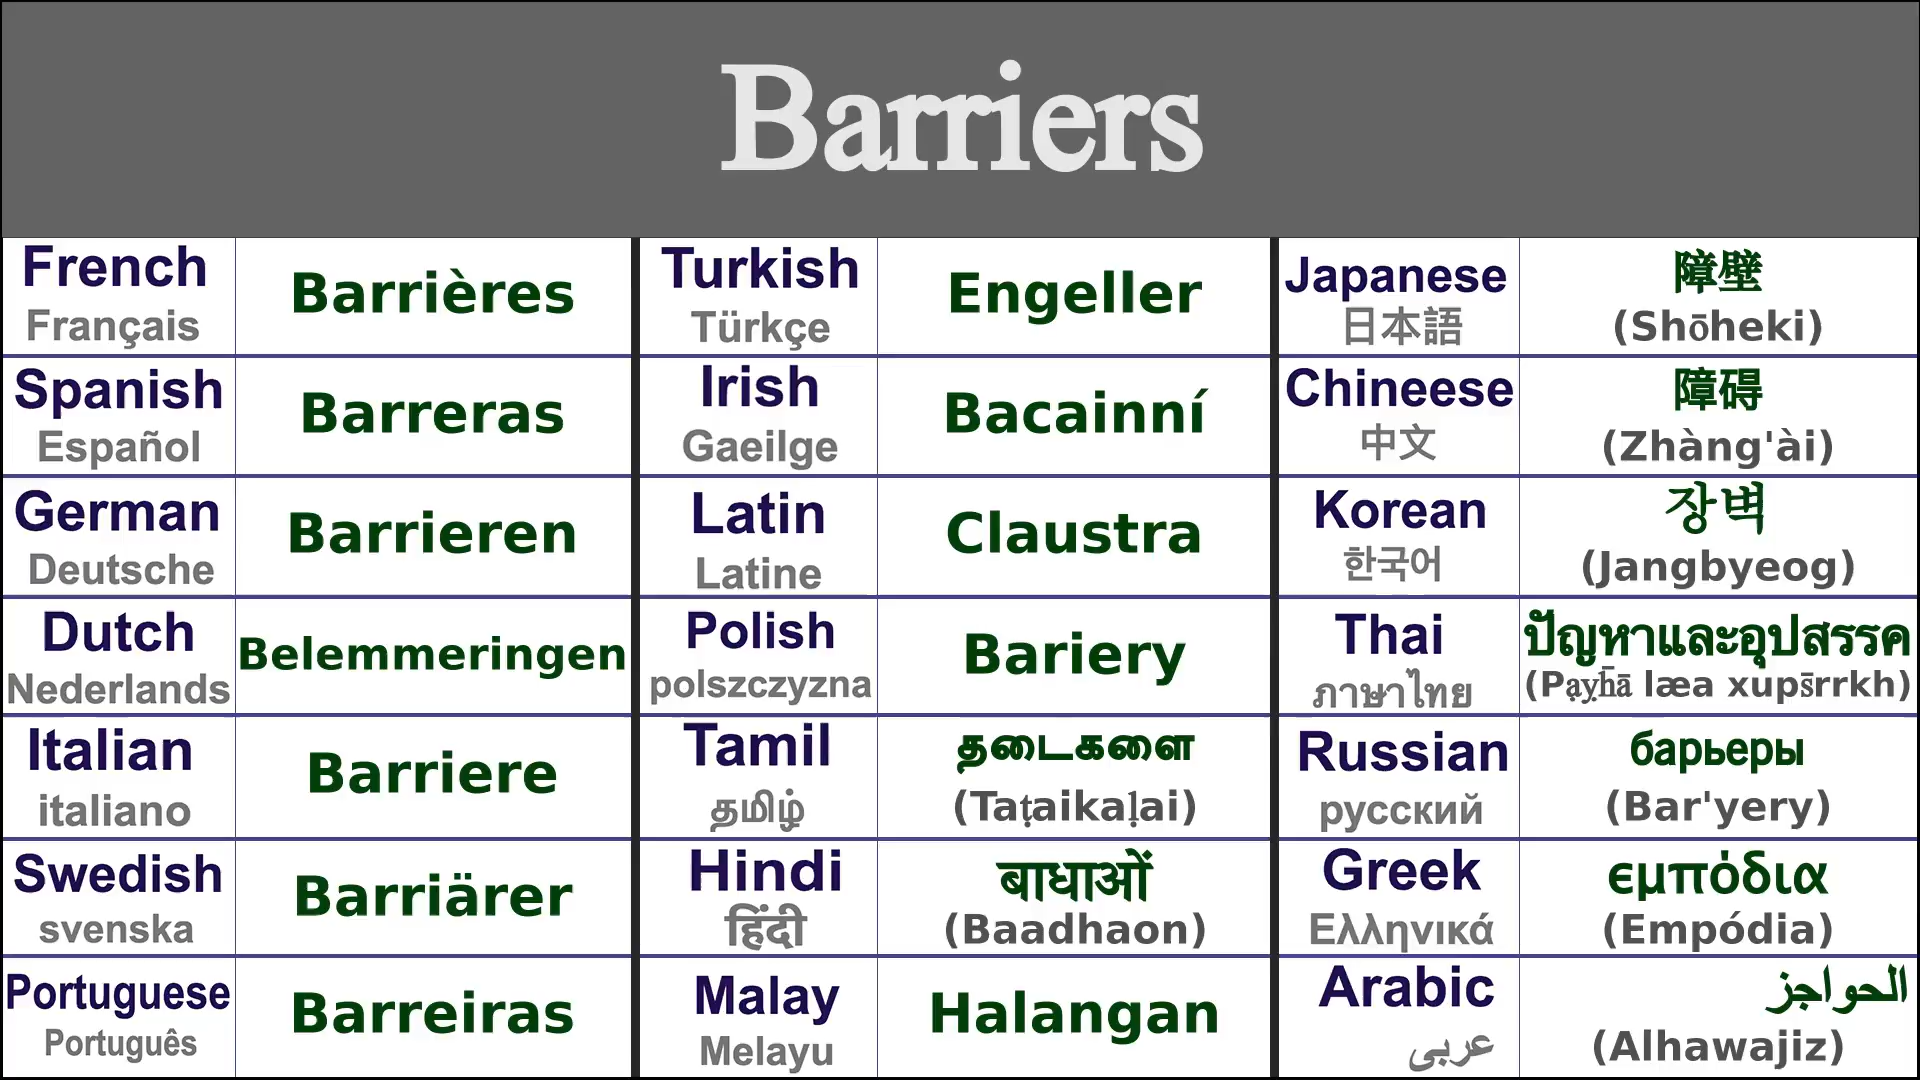 Barriers
French
Français
Barrières
Turkish
Türkçe
Engeller
Japanese
日本語
障壁
(Shōheki)
Spanish
Español
Barreras
Irish
Gaeilge
Bacainní
Chineese
中文
障碍
(Zhàng'ài)
German
Deutsche
Barrieren
Latin
Latine
Claustra
Korean
한국어
장벽
(Jangbyeog)
Dutch
Nederlands
Belemmeringen
Polish
polszczyzna
Bariery
Thai
ภาษาไทย
ปัญหาและอุปสรรค
(Pạỵh̄ā læa xups̄rrkh)
Italian
italiano
Barriere
Tamil
தமிழ்
தடைகளை
(Taṭaikaḷai)
Russian
русский
барьеры
(Bar'yery)
Swedish
svenska
Barriärer
Hindi
हिंदी
बाधाओं
(Baadhaon)
Greek
Ελληνικά
εμπόδια
(Empódia)
Portuguese
Português
Barreiras
Malay
Melayu
Halangan
Arabic
عربى
الحواجز
(Alhawajiz)